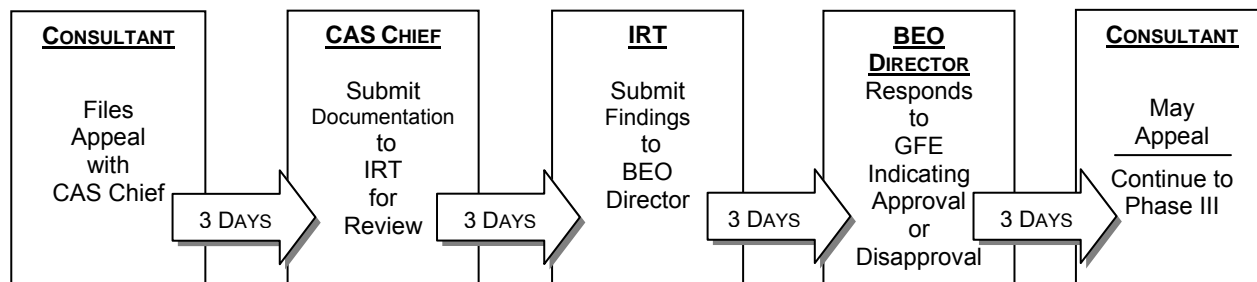 CONSULTANT
Files
Appeal
with
CAS Chief
3 DAYS
CAS CHIEF
Submit
Documentation
to
IRT
for
Review
3 DAYS
IRT
Submit
Findings
to
BEO
Director
3 DAYS
BEO
DIRECTOR
Responds
to
GFE
Indicating
Approval
or
Disapproval
3 DAYS
CONSULTANT
May
Appeal
Continue to
Phase III